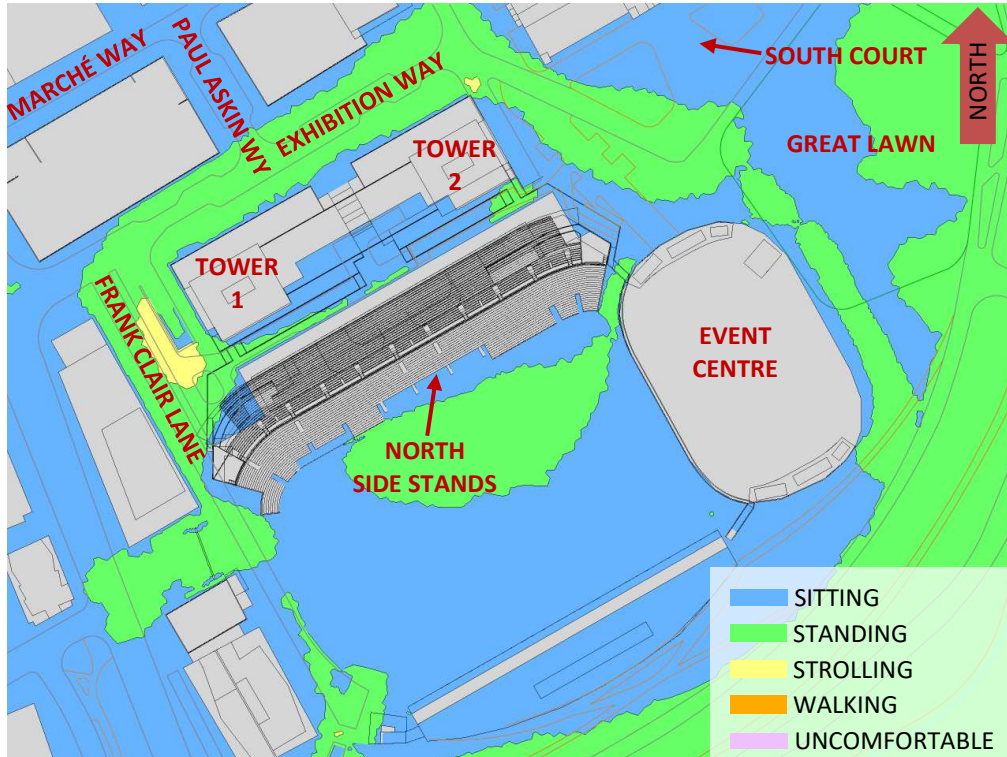 MARCHÉ WAY
PAUL ASKIN WY
EXHIBITION WAY
SOUTH COURT
NORTH
GREAT LAWN
TOWER
2
TOWER
1
FRANK CLAIR LANE
EVENT
CENTRE
NORTH
SIDE STANDS
SITTING
STANDING
STROLLING
WALKING
UNCOMFORTABLE